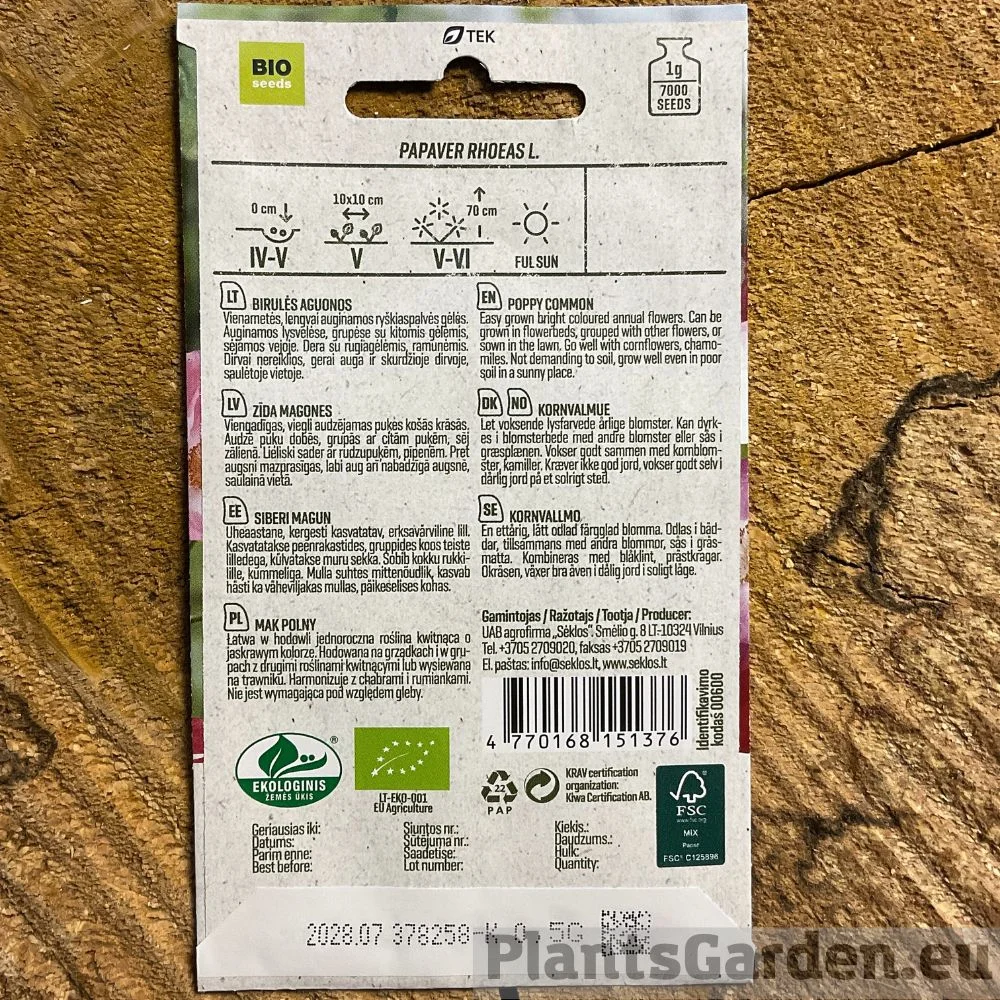 TEK
BIO
seeds
1g
7000
SEEDS
PAPAVER RHOEAS L.
0 cm
IV-V
10x10 cm
V
70 cm
V-VI
FUL SUN
LT BIRULĖS AGUONOS
Vienametės, lengvai auginamos ryškiaspalvės gėlės.
Auginamos lysvėlėse, grupėse su kitomis gėlėmis,
sėjamos vejoje. Dera su rugiagėlėmis, ramunėmis.
Dirvai nereiklios, gerai auga ir skurdžioje dirvoje,
saulėtoje vietoje.
EN POPPY COMMON
Easy grown bright coloured annual flowers. Can be
grown in flowerbeds, grouped with other flowers, or
sown in the lawn. Go well with cornflowers, chamo-
miles. Not demanding to soil, grow well even in poor
soil in a sunny place.
LV ZĪDA MAGONES
Viengadīgas, viegli audzējamas puķes košās krāsās.
Audzē puķu dobēs, grupās ar citām puķēm, sēj
zālienā. Lieliski sader ar rudzupuķēm, pīpenēm. Pret
augsni mazprasīgas, labi aug arī nabadzīgā augsnē,
saulainā vietā.
DK NO KORNVALMUE
Let voksende lysfarvede årlige blomster. Kan dyrk-
es i blomsterbede med andre blomster eller sås i
græsplænen. Vokser godt sammen med kornblom-
ster, kamiller. Kræver ikke god jord, vokser godt selv i
dårlig jord på et solrigt sted.
EE SIBERI MAGUN
Üheaastane, kergesti kasvatatav, erksavärviline lill.
Kasvatatakse peenrakastides, gruppides koos teiste
lilledega, külvatakse muru sekka. Sobib kokku rukki-
lille, kummeliga. Mulla suhtes mittenõudlik, kasvab
hästi ka väheviljakas mullas, päikeselises kohas.
SE KORNVALLMO
En ettårig, lått odlad färgglad blomma. Odlas i båd-
dar, tillsammans med andra blommor, sås i gräs-
matta. Kombineras med blåklint, prästkragar.
Okräsen, växer bra även i dålig jord i soligt läge.
PL MAK POLNY
Łatwa w hodowli jednoroczna roślina kwitnąca o
jaskrawym kolorze. Hodowana na grządkach i w gru-
pach z drugimi roślinami kwitnącymi lub wysiewana
na trawniku. Harmonizuje z chabrami i rumiankami.
Nie jest wymagająca pod względem gleby.
Gamintojas / Ražotajs / Tootja / Producer:
UAB agrofirma „Sėklos”. Smėlio g. 8 LT-10324 Vilnius
Tel. +3705 2709020, faksas +3705 2709019
El. paštas: info@seklos.lt, www.seklos.lt
4 770168 151376
Identifikavimo
kodas 00600
EKOLOGINIS
ŽEMĖS ŪKIS
®
LT-EKO-001
EU Agriculture
22
PAP
KRAV certification
organization:
Kiwa Certification AB.
FSC
www.fsc.org
MIX
Paper
FSC® C125896
Geriausias iki:
Datums:
Parim enne:
Best before:
Siuntos nr.:
Sūtījuma nr.:
Saadetise:
Lot number:
Kiekis.:
Daudzums.:
Hulk:
Quantity:
2028.07 378258-K 0.5G
PlantsGarden.eu